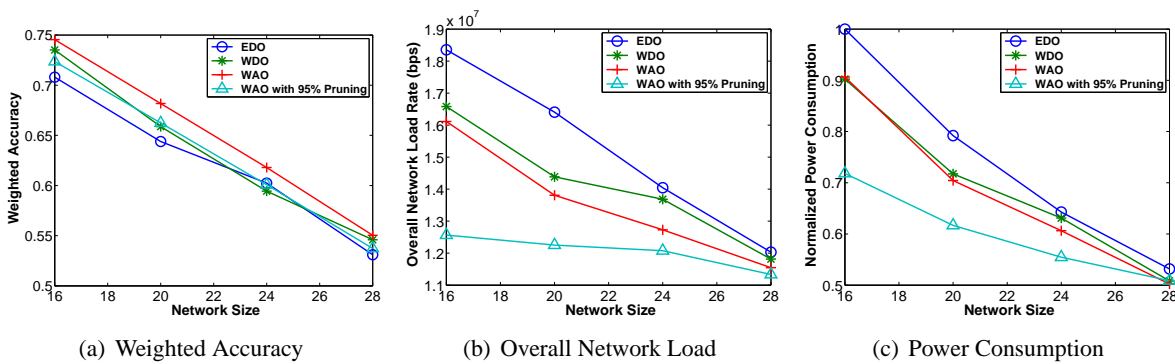 0.75
0.7
0.65
0.6
0.55
0.5
16 18 20 22 24 26 28
Weighted Accuracy
Network Size
EDO
WDO
WAO
WAO with 95% Pruning
(a) Weighted Accuracy
x 10^7
1.9
1.8
1.7
1.6
1.5
1.4
1.3
1.2
1.1
16 18 20 22 24 26 28
Overall Network Load Rate (bps)
Network Size
EDO
WDO
WAO
WAO with 95% Pruning
(b) Overall Network Load
1
0.9
0.8
0.7
0.6
0.5
16 18 20 22 24 26 28
Normalized Power Consumption
Network Size
EDO
WDO
WAO
WAO with 95% Pruning
(c) Power Consumption